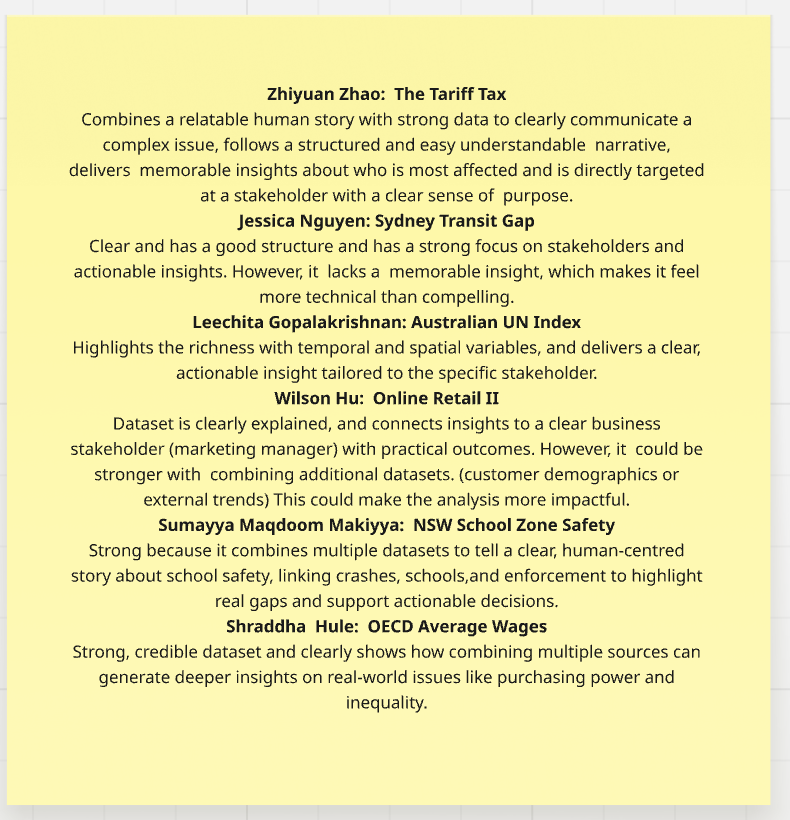 Zhiyuan Zhao:  The Tariff Tax
Combines a relatable human story with strong data to clearly communicate a
complex issue, follows a structured and easy understandable  narrative,
delivers  memorable insights about who is most affected and is directly targeted
at a stakeholder with a clear sense of  purpose.
Jessica Nguyen: Sydney Transit Gap
Clear and has a good structure and has a strong focus on stakeholders and
actionable insights. However, it  lacks a  memorable insight, which makes it feel
more technical than compelling.
Leechita Gopalakrishnan: Australian UN Index
Highlights the richness with temporal and spatial variables, and delivers a clear,
actionable insight tailored to the specific stakeholder.
Wilson Hu:  Online Retail II
Dataset is clearly explained, and connects insights to a clear business
stakeholder (marketing manager) with practical outcomes. However, it  could be
stronger with  combining additional datasets. (customer demographics or
external trends) This could make the analysis more impactful.
Sumayya Maqdoom Makiyya:  NSW School Zone Safety
Strong because it combines multiple datasets to tell a clear, human-centred
story about school safety, linking crashes, schools,and enforcement to highlight
real gaps and support actionable decisions.
Shraddha  Hule:  OECD Average Wages
Strong, credible dataset and clearly shows how combining multiple sources can
generate deeper insights on real-world issues like purchasing power and
inequality.